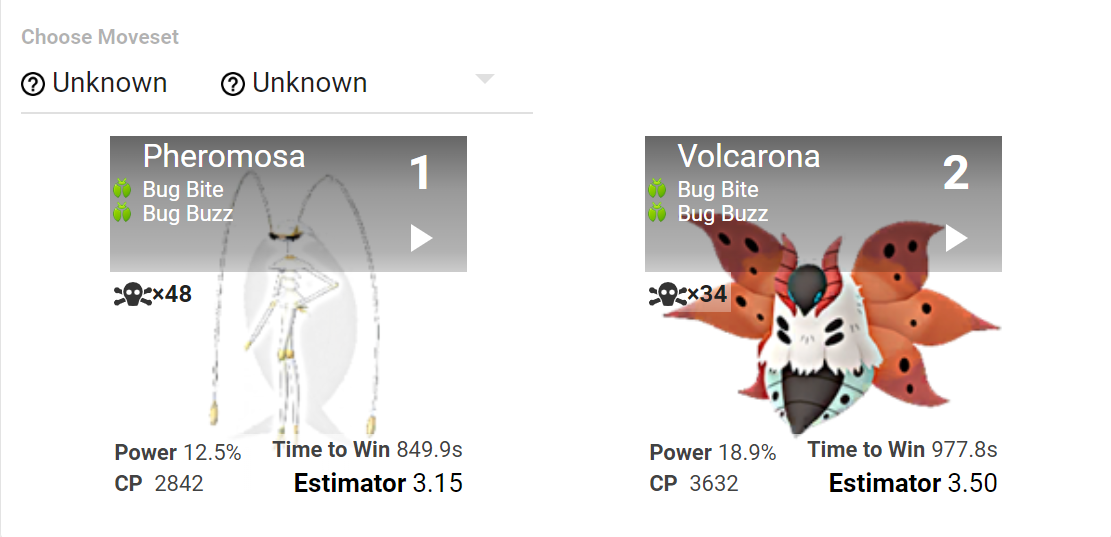 Choose Moveset
Unknown Unknown
Pheromosa 1
Bug Bite
Bug Buzz
×48
Power 12.5% Time to Win 849.9s
CP 2842 Estimator 3.15
Volcarona 2
Bug Bite
Bug Buzz
×34
Power 18.9% Time to Win 977.8s
CP 3632 Estimator 3.50